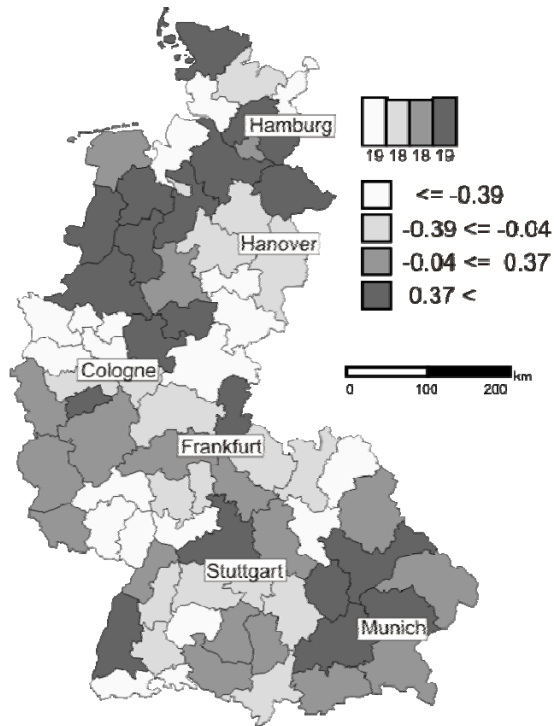 Hamburg
19 18 18 19
<= -0.39
-0.39 <= -0.04
-0.04 <= 0.37
0.37 <
Hanover
Cologne
0 100 200 km
Frankfurt
Stuttgart
Munich